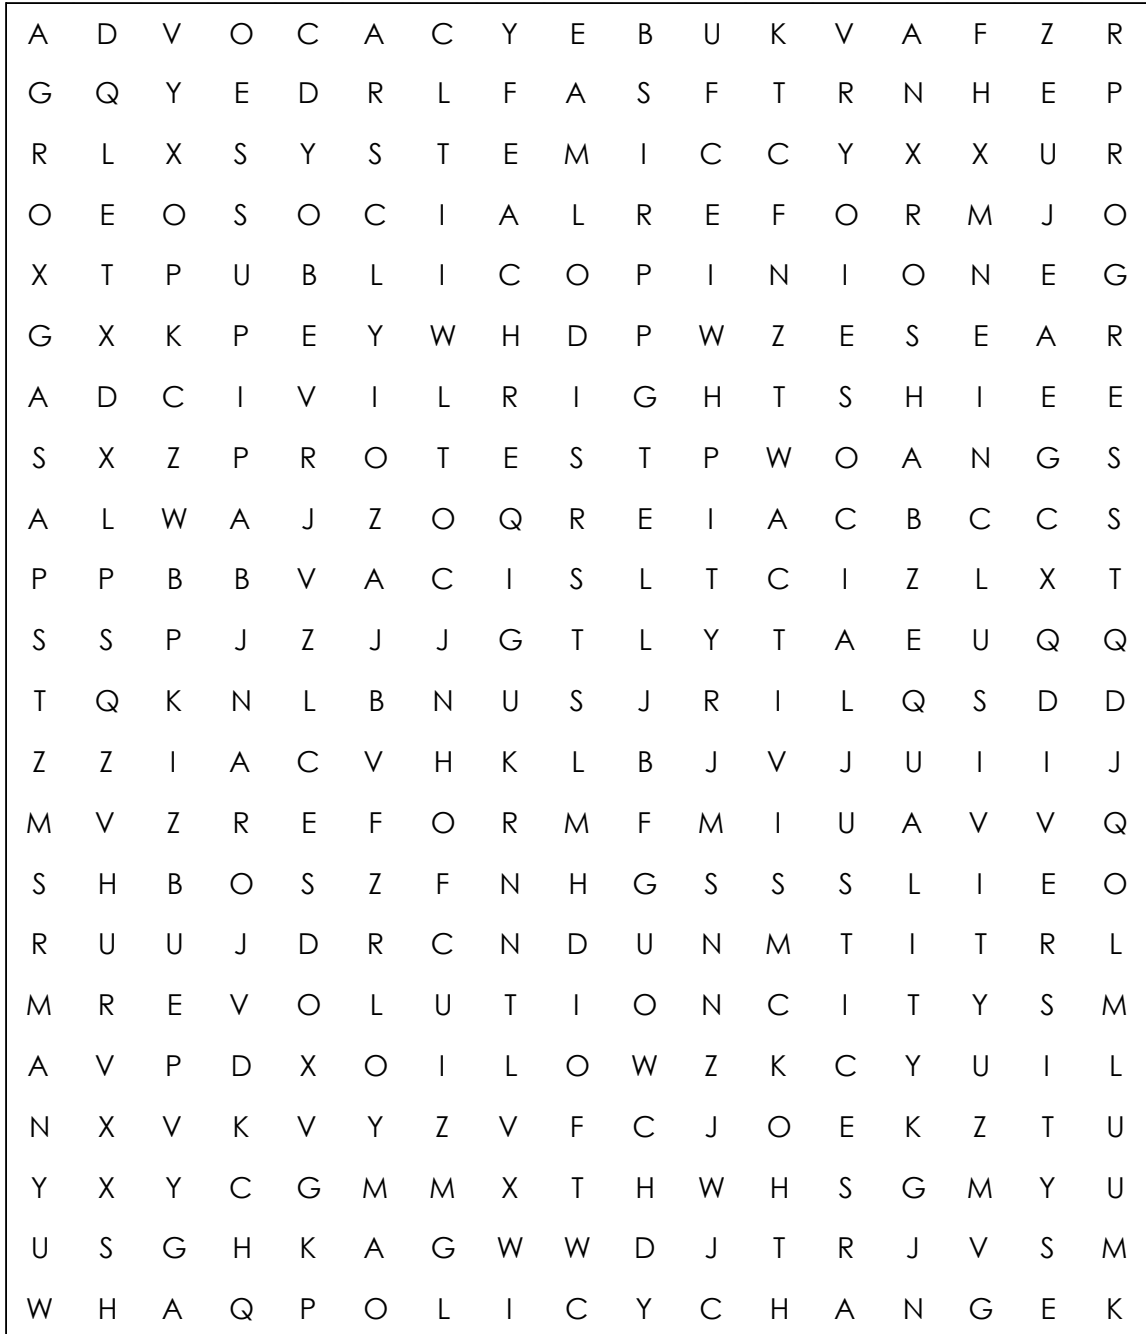 A D V O C A C Y E B U K V A F Z R
G Q Y E D R L F A S F T R N H E P
R L X S Y S T E M I C C Y X X U R
O E O S O C I A L R E F O R M J O
X T P U B L I C O P I N I O N E G
G X K P E Y W H D P W Z E S E A R
A D C I V I L R I G H T S H I E E
S X Z P R O T E S T P W O A N G S
A L W A J Z O Q R E I A C B C C S
P P B B V A C I S L T C I Z L X T
S S P J Z J J G T L Y T A E U Q Q
T Q K N L B N U S J R I L Q S D D
Z Z I A C V H K L B J V J U I I J
M V Z R E F O R M F M I U A V V Q
S H B O S Z F N H G S S S L I E O
R U U J D R C N D U N M T I T R L
M R E V O L U T I O N C I T Y S M
A V P D X O I L O W Z K C Y U I L
N X V K V Y Z V F C J O E K Z T U
Y X Y C G M M X T H W H S G M Y U
U S G H K A G W W D J T R J V S M
W H A Q P O L I C Y C H A N G E K